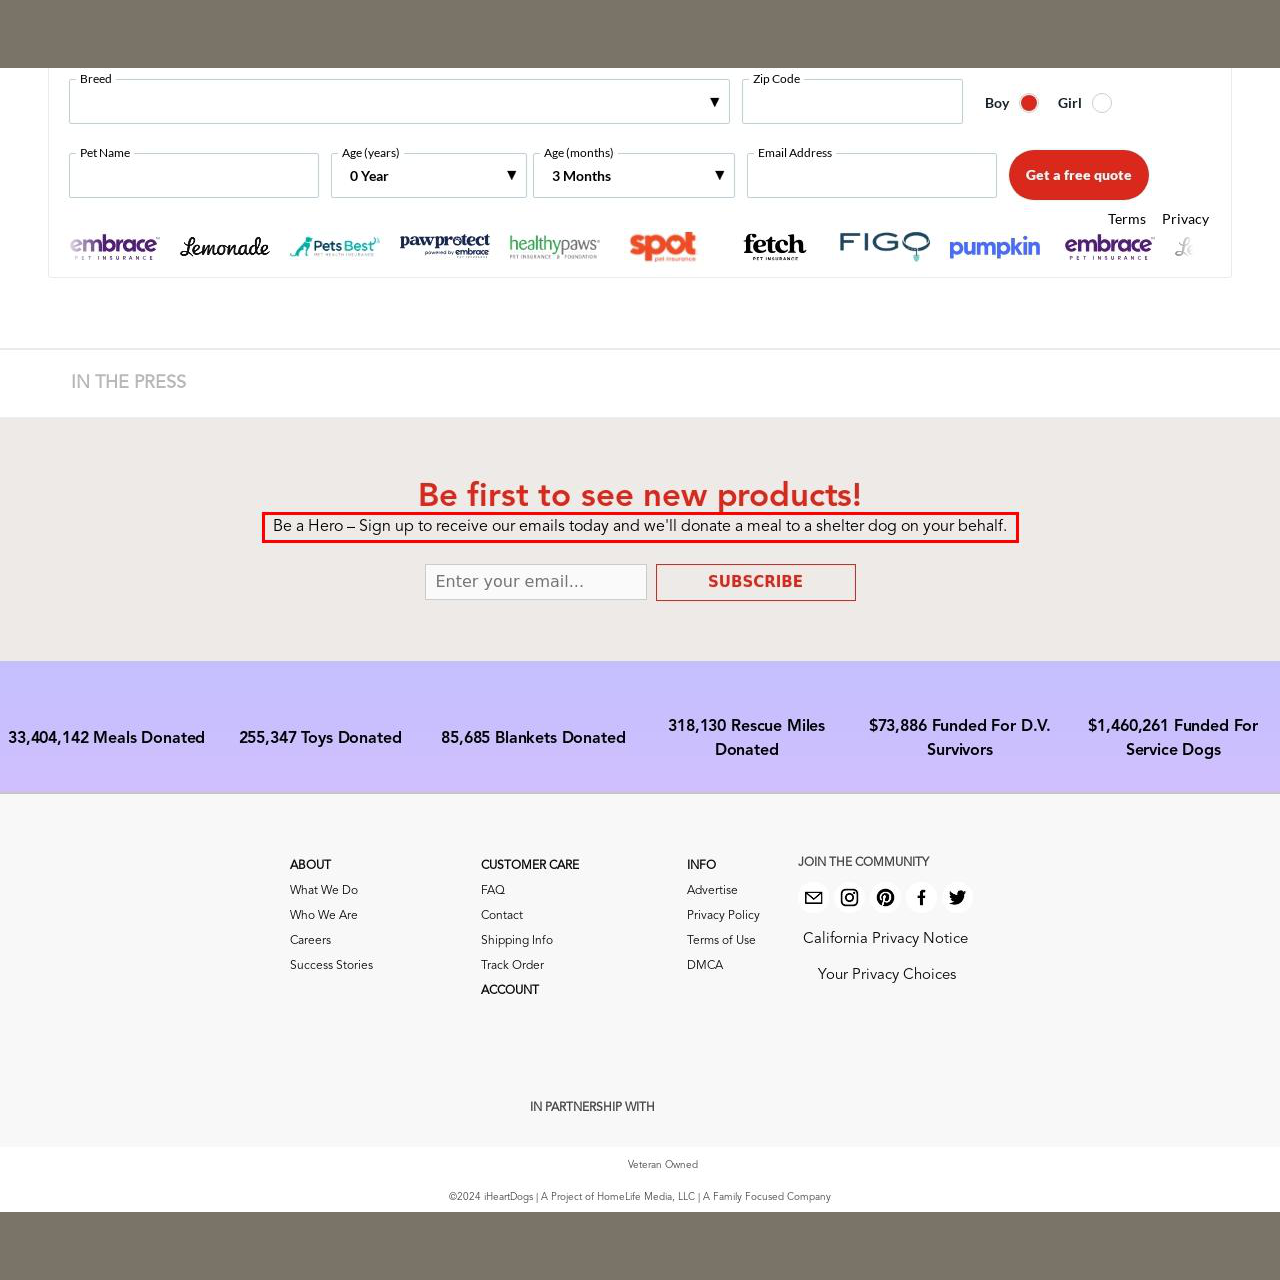 Breed
Zip Code
Boy
Girl
Pet Name
Age (years)
Age (months)
Email Address
0 Year
3 Months
Get a free quote
Terms
Privacy
embrace
PET INSURANCE
Lemonade
Pets Best
PET HEALTH INSURANCE
pawprotect
powered by embrace
PET INSURANCE
healthypaws
PET INSURANCE & FOUNDATION
spot
pet insurance
fetch
PET INSURANCE
FIGO
pumpkin
embrace
PET INSURANCE
IN THE PRESS
Be first to see new products!
Be a Hero – Sign up to receive our emails today and we'll donate a meal to a shelter dog on your behalf.
Enter your email...
SUBSCRIBE
33,404,142 Meals Donated
255,347 Toys Donated
85,685 Blankets Donated
318,130 Rescue Miles
Donated
$73,886 Funded For D.V.
Survivors
$1,460,261 Funded For
Service Dogs
ABOUT
What We Do
Who We Are
Careers
Success Stories
CUSTOMER CARE
FAQ
Contact
Shipping Info
Track Order
ACCOUNT
INFO
Advertise
Privacy Policy
Terms of Use
DMCA
JOIN THE COMMUNITY
California Privacy Notice
Your Privacy Choices
IN PARTNERSHIP WITH
Veteran Owned
©2024 iHeartDogs | A Project of HomeLife Media, LLC | A Family Focused Company